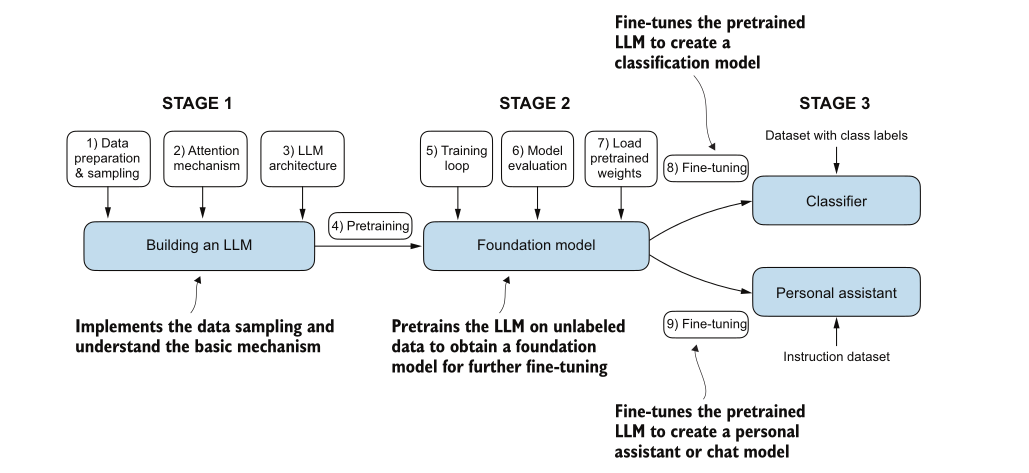 Fine-tunes the pretrained
LLM to create a
classification model
STAGE 1
STAGE 2
STAGE 3
1) Data
preparation
& sampling
2) Attention
mechanism
3) LLM
architecture
5) Training
loop
6) Model
evaluation
7) Load
pretrained
weights
8) Fine-tuning
Dataset with class labels
Classifier
4) Pretraining
Building an LLM
Foundation model
Personal assistant
Implements the data sampling and
understand the basic mechanism
Pretrains the LLM on unlabeled
data to obtain a foundation
model for further fine-tuning
9) Fine-tuning
Instruction dataset
Fine-tunes the pretrained
LLM to create a personal
assistant or chat model